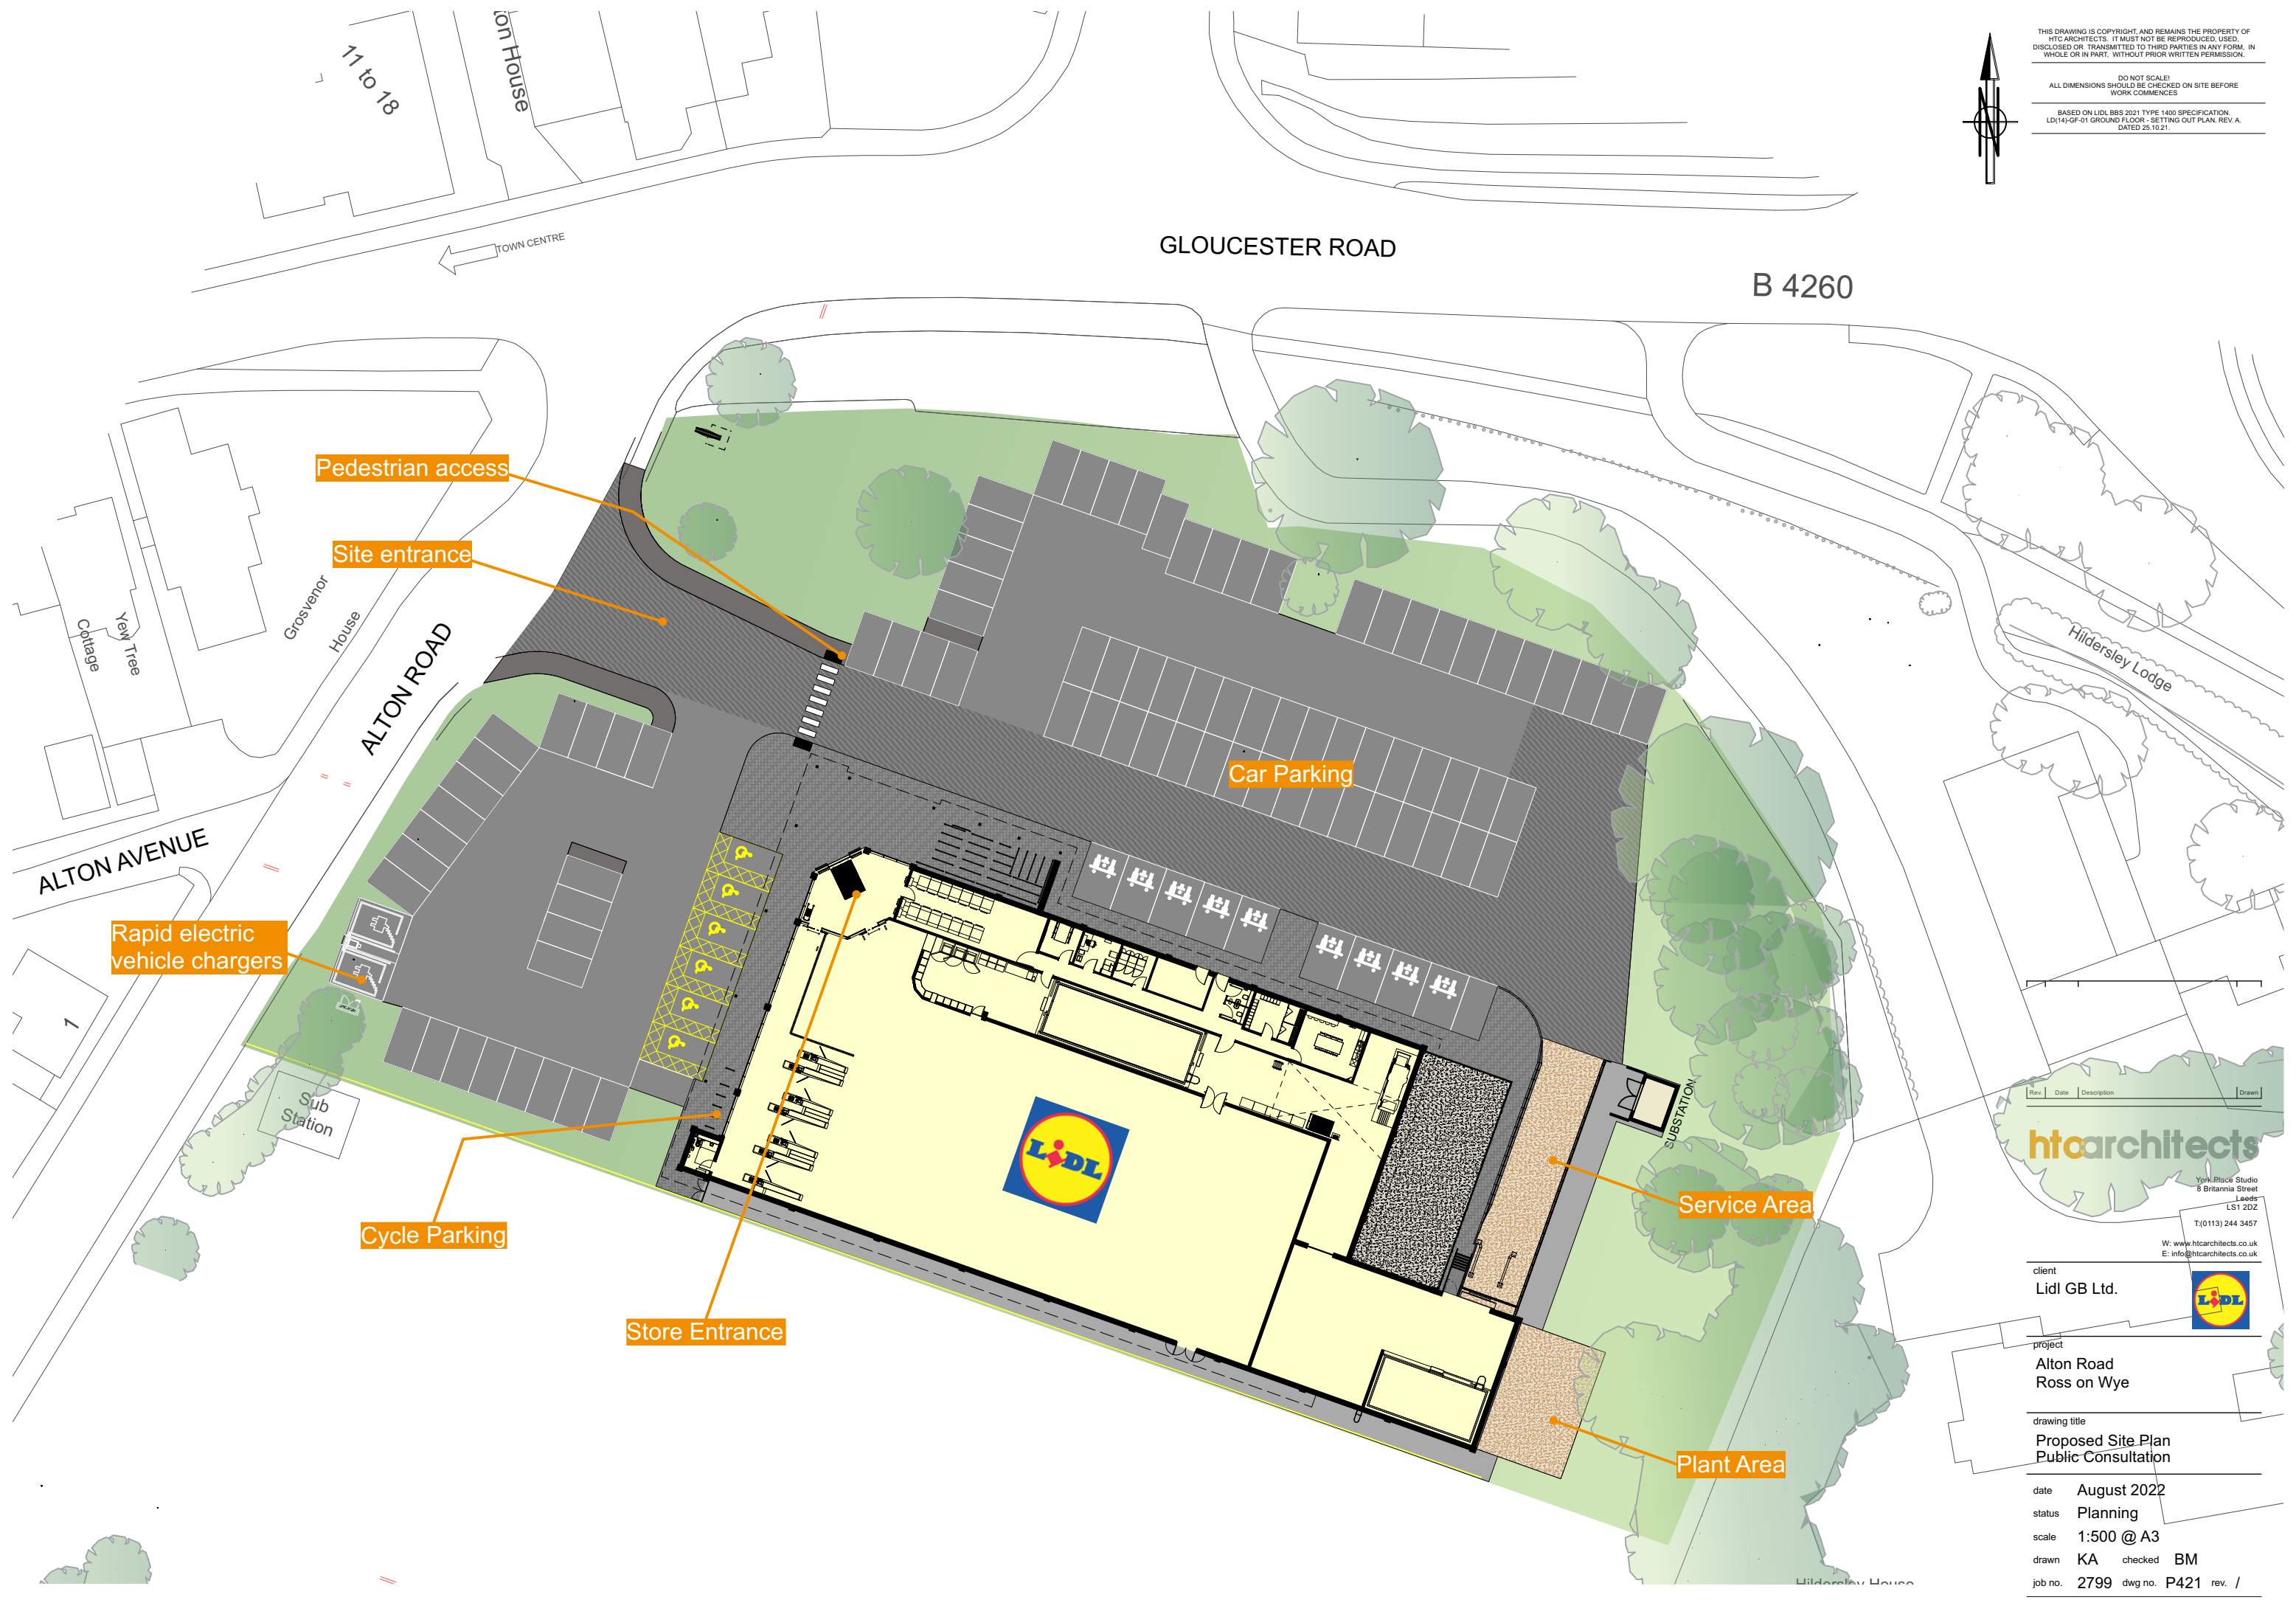 11 to 18
ton House
TOWN CENTRE
GLOUCESTER ROAD
B 4260
N
THIS DRAWING IS COPYRIGHT, AND REMAINS THE PROPERTY OF
HTC ARCHITECTS. IT MUST NOT BE REPRODUCED, USED,
DISCLOSED OR TRANSMITTED TO THIRD PARTIES IN ANY FORM, IN
WHOLE OR IN PART, WITHOUT PRIOR WRITTEN PERMISSION.
DO NOT SCALE!
ALL DIMENSIONS SHOULD BE CHECKED ON SITE BEFORE
WORK COMMENCES
BASED ON LIDL BBS 2021 TYPE 1400 SPECIFICATION.
LD(14)-GF-01 GROUND FLOOR - SETTING OUT PLAN. REV. A.
DATED 25.10.21.
Pedestrian access
Site entrance
Grosvenor
House
Yew Tree
Cottage
ALTON ROAD
ALTON AVENUE
Hildersley Lodge
Car Parking
Rapid electric
vehicle chargers
1
Sub
Station
Cycle Parking
Store Entrance
LIDL
SUBSTATION
Service Area
Plant Area
Hildersley House
Rev. Date Description Drawn
htcarchitects
York Place Studio
8 Britannia Street
Leeds
LS1 2DZ
T:(0113) 244 3457
W: www.htcarchitects.co.uk
E: info@htcarchitects.co.uk
client
Lidl GB Ltd.
LIDL
project
Alton Road
Ross on Wye
drawing title
Proposed Site Plan
Public Consultation
date August 2022
status Planning
scale 1:500 @ A3
drawn KA checked BM
job no. 2799 dwg no. P421 rev. /